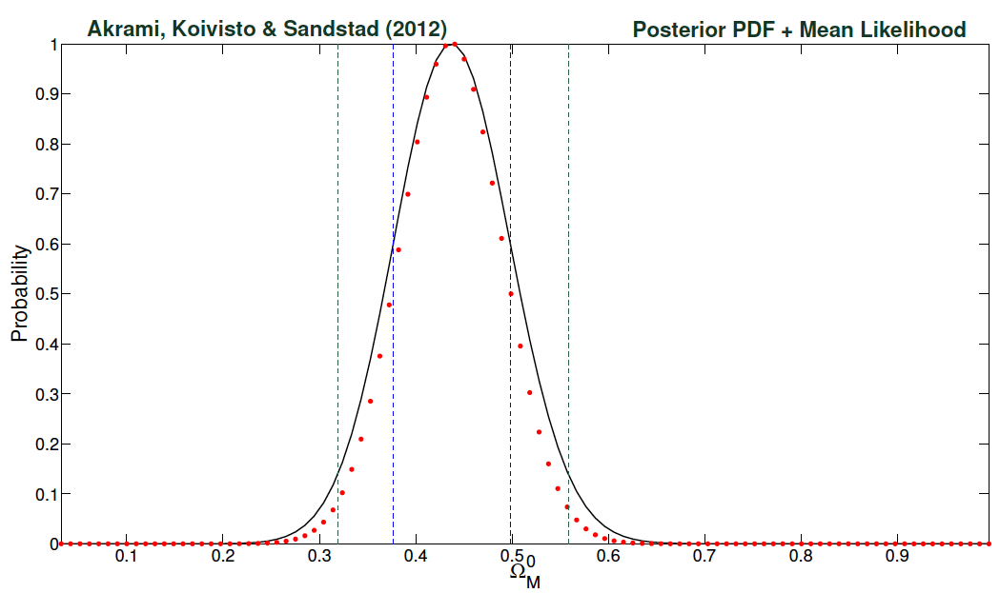 Akrami, Koivisto & Sandstad (2012)
Posterior PDF + Mean Likelihood
Probability
1
0.9
0.8
0.7
0.6
0.5
0.4
0.3
0.2
0.1
0
0.1 0.2 0.3 0.4 0.5 0.6 0.7 0.8 0.9
Ω⁰_M